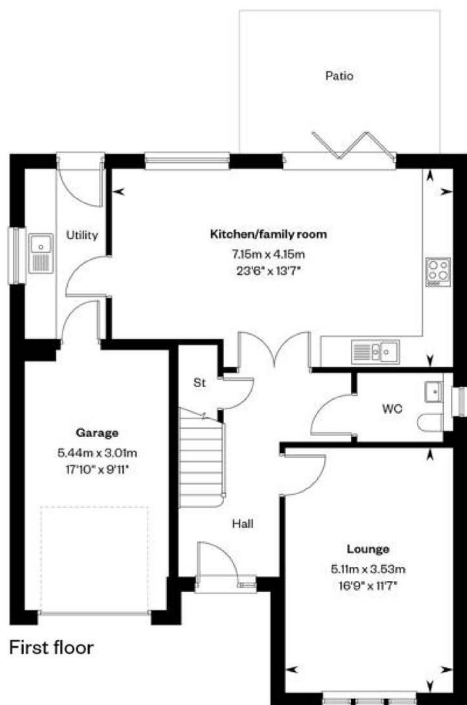 Patio
Utility
Kitchen/family room
7.15m x 4.15m
23'6" x 13'7"
St
WC
Garage
5.44m x 3.01m
17'10" x 9'11"
Hall
Lounge
5.11m x 3.53m
16'9" x 11'7"
First floor